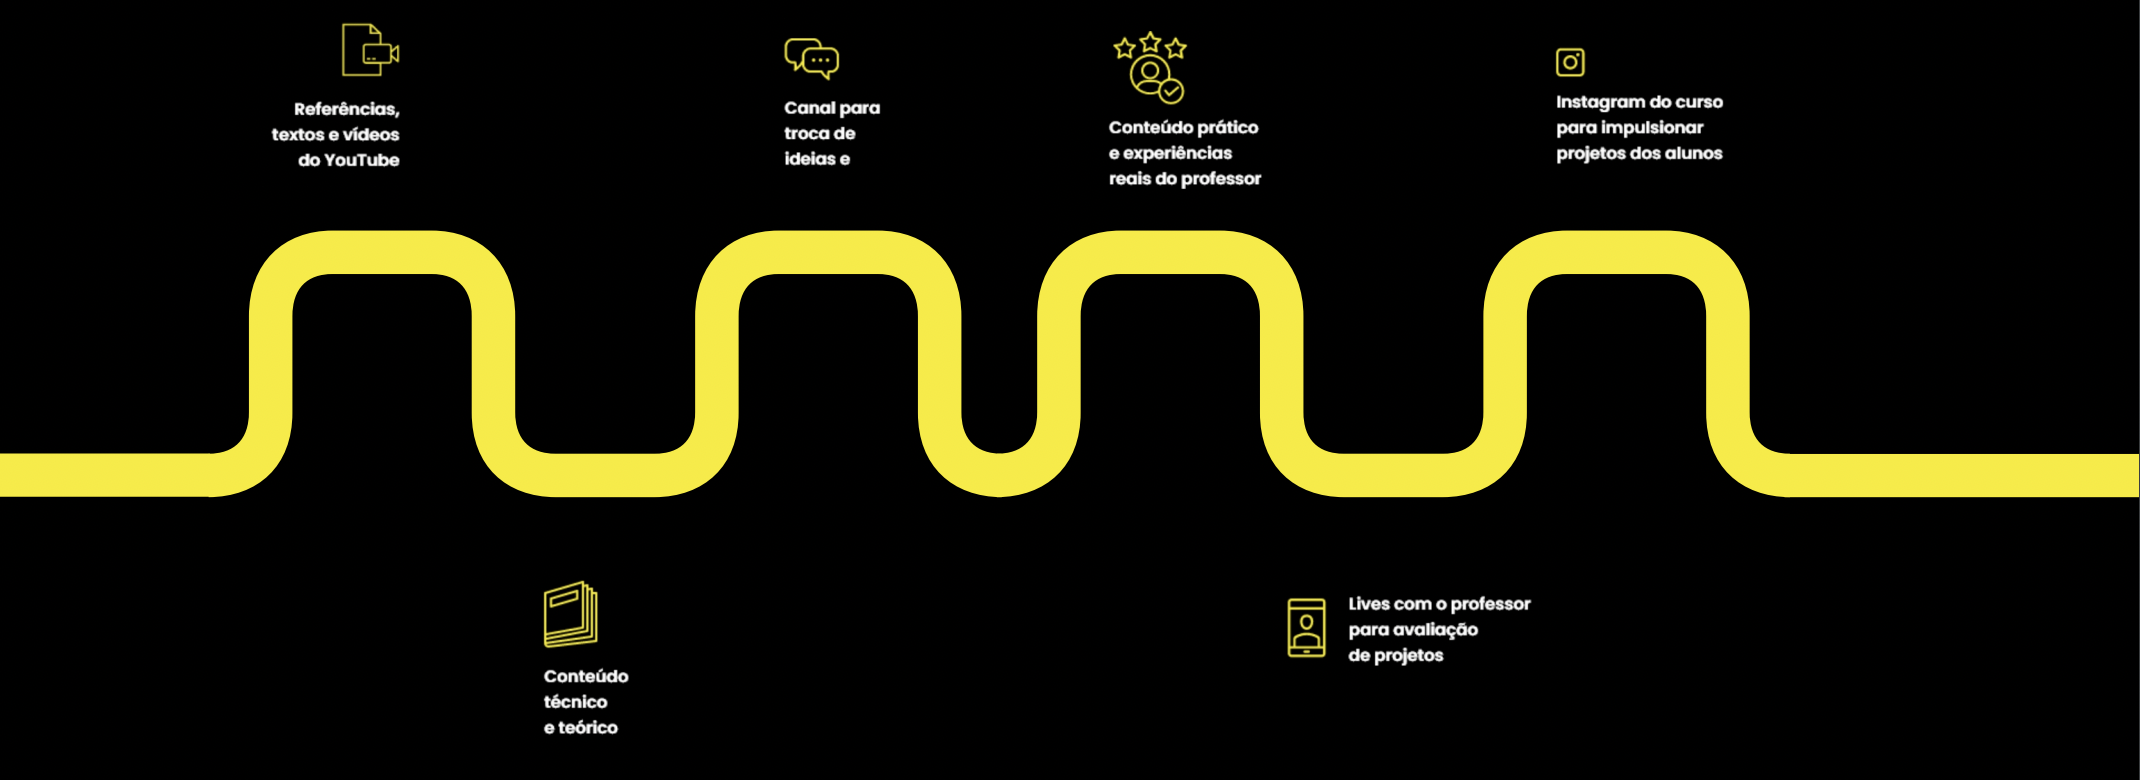 Referências,
textos e vídeos
do YouTube
Canal para
troca de
ideias e
Conteúdo prático
e experiências
reais do professor
Instagram do curso
para impulsionar
projetos dos alunos
Conteúdo
técnico
e teórico
Lives com o professor
para avaliação
de projetos